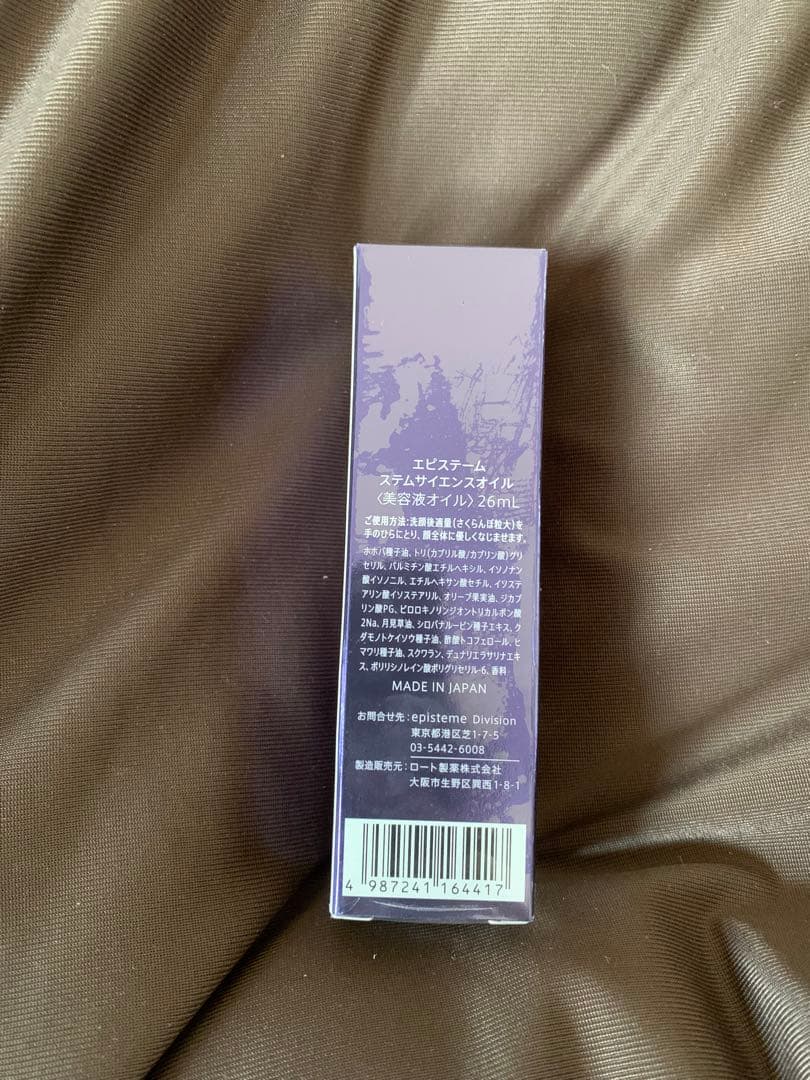 エピステーム
ステムサイエンスオイル
〈美容液オイル〉26mL
ご使用方法:洗顔後適量(さくらんぼ粒大)を
手のひらにとり、顔全体に優しくなじませます。
ホホバ種子油、トリ(カプリル酸/カプリン酸)グリ
セリル、パルミチン酸エチルヘキシル、イソノナン
酸イソノニル、エチルヘキサン酸セチル、イソステ
アリン酸イソステアリル、オリーブ果実油、ジカプ
リン酸PG、ピロロキノリンジオントリカルボン酸
2Na、月見草油、シロバナルーピン種子エキス、ク
ダモノトケイソウ種子油、酢酸トコフェロール、ヒ
マワリ種子油、スクワラン、デュナリエラサリナエキ
ス、ポリリシノレイン酸ポリグリセリル-6、香料
MADE IN JAPAN
お問合せ先:episteme Division
東京都港区芝1-7-5
03-5442-6008
製造販売元:ロート製薬株式会社
大阪市生野区巽西1-8-1
4 987241 164417